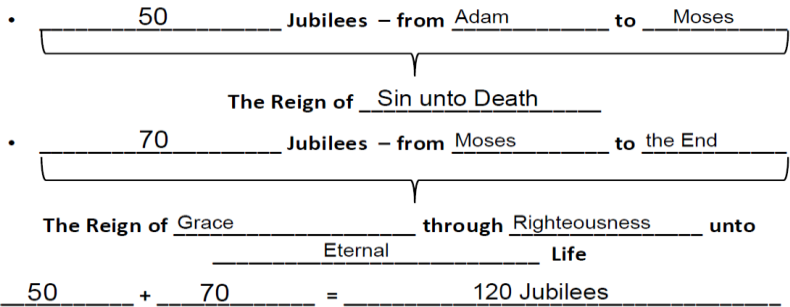 • 50 Jubilees – from Adam to Moses
The Reign of Sin unto Death
• 70 Jubilees – from Moses to the End
The Reign of Grace through Righteousness unto
Eternal Life
50 + 70 = 120 Jubilees